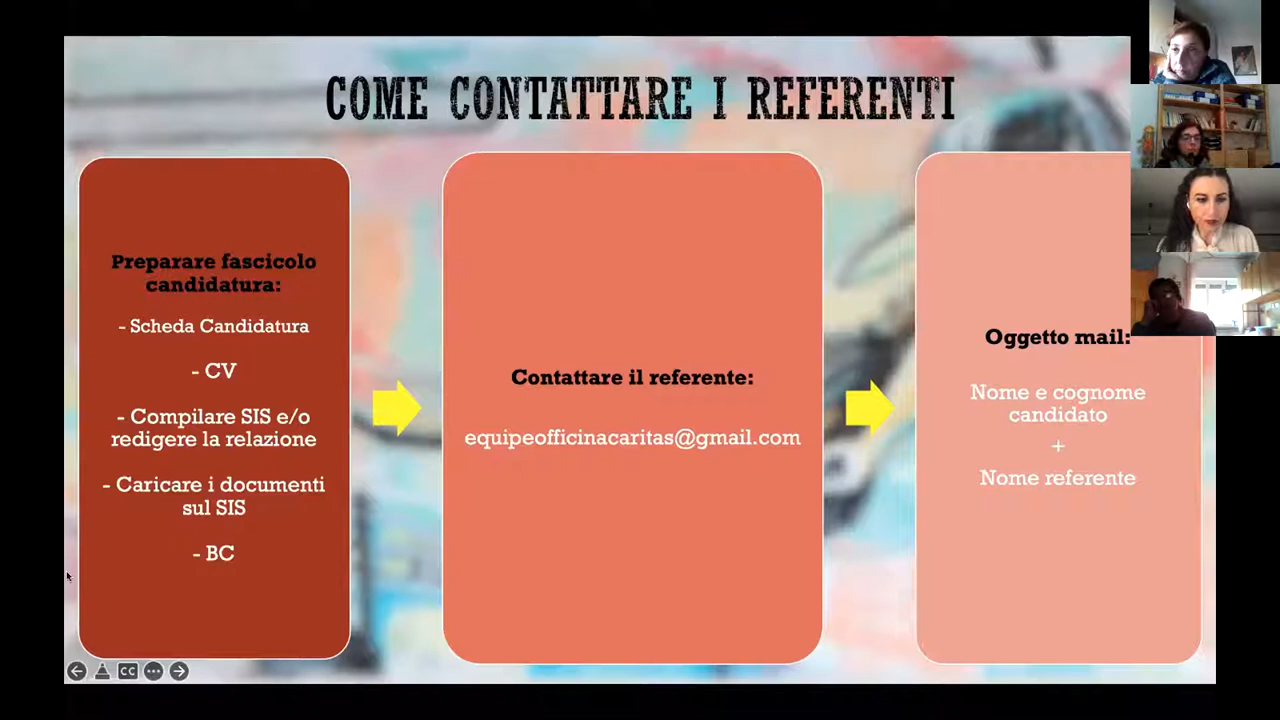 COME CONTATTARE I REFERENTI
Preparare fascicolo
candidatura:
- Scheda Candidatura
- CV
- Compilare SIS e/o
redigere la relazione
- Caricare i documenti
sul SIS
- BC
Contattare il referente:
equipeofficinacaritas@gmail.com
Oggetto mail:
Nome e cognome
candidato
+
Nome referente
CC